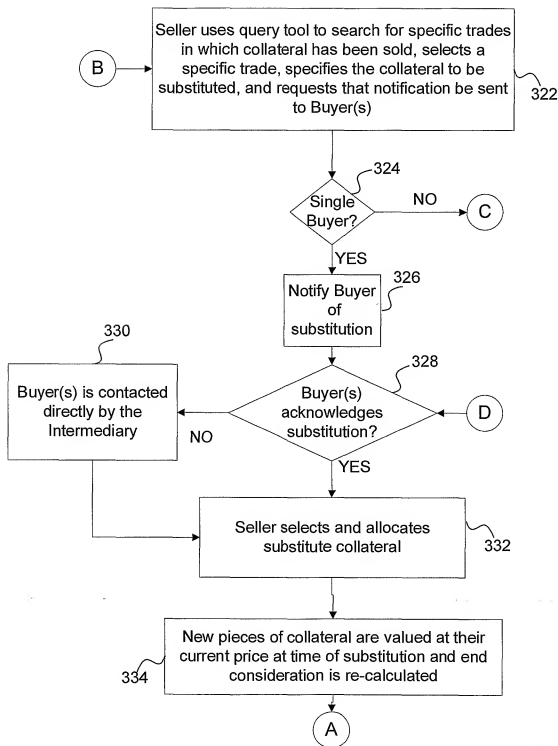 Seller uses query tool to search for specific trades
in which collateral has been sold, selects a
specific trade, specifies the collateral to be
substituted, and requests that notification be sent
to Buyer(s)
B
322
324
Single
Buyer?
NO
C
YES
326
Notify Buyer
of
substitution
330
328
Buyer(s) is contacted
directly by the
Intermediary
Buyer(s)
acknowledges
substitution?
D
NO
YES
Seller selects and allocates
substitute collateral
332
New pieces of collateral are valued at their
current price at time of substitution and end
consideration is re-calculated
334
A